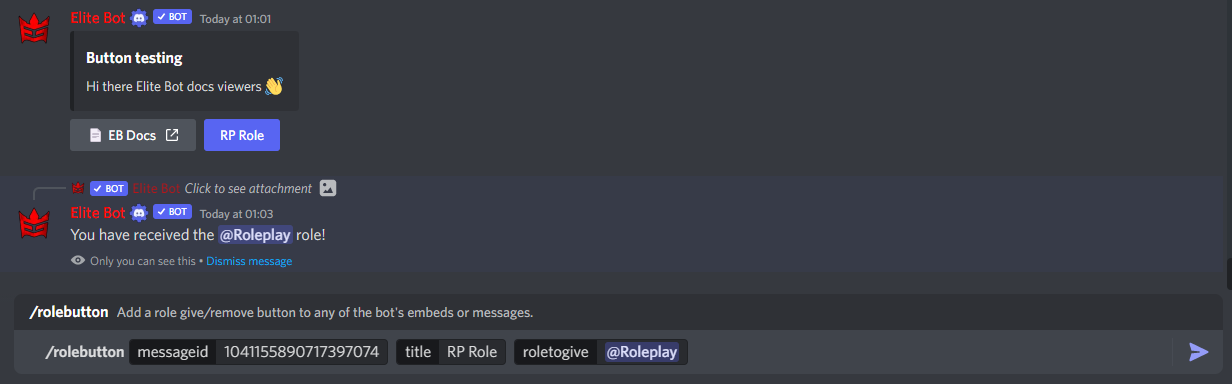 Elite Bot BOT Today at 01:01
Button testing
Hi there Elite Bot docs viewers 👋
EB Docs RP Role
BOT Elite Bot Click to see attachment
Elite Bot BOT Today at 01:03
You have received the @Roleplay role!
Only you can see this • Dismiss message
/rolebutton Add a role give/remove button to any of the bot's embeds or messages.
/rolebutton messageid 1041155890717397074 title RP Role roletogive @Roleplay